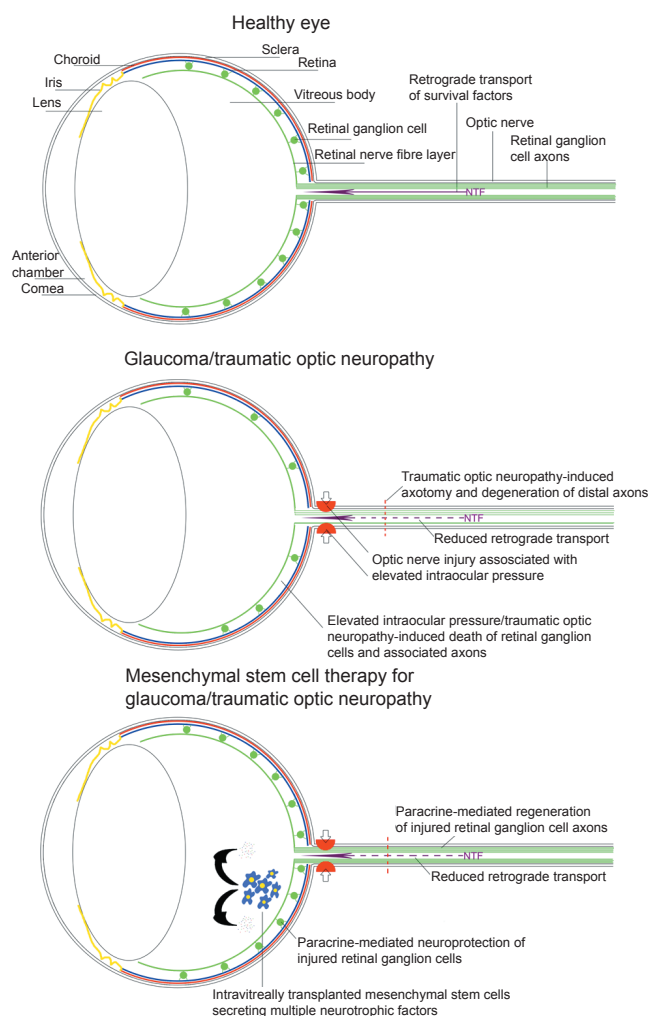 Healthy eye
Sclera
Choroid
Retina
Iris
Lens
Vitreous body
Retrograde transport
of survival factors
Optic nerve
Retinal ganglion cell
Retinal ganglion
cell axons
Retinal nerve fibre layer
NTF
Anterior
chamber
Cornea
Glaucoma/traumatic optic neuropathy
Traumatic optic neuropathy-induced
axotomy and degeneration of distal axons
NTF
Reduced retrograde transport
Optic nerve injury associated with
elevated intraocular pressure
Elevated intraocular pressure/traumatic optic
neuropathy-induced death of retinal ganglion
cells and associated axons
Mesenchymal stem cell therapy for
glaucoma/traumatic optic neuropathy
Paracrine-mediated regeneration
of injured retinal ganglion cell axons
NTF
Reduced retrograde transport
Paracrine-mediated neuroprotection of
injured retinal ganglion cells
Intravitreally transplanted mesenchymal stem cells
secreting multiple neurotrophic factors